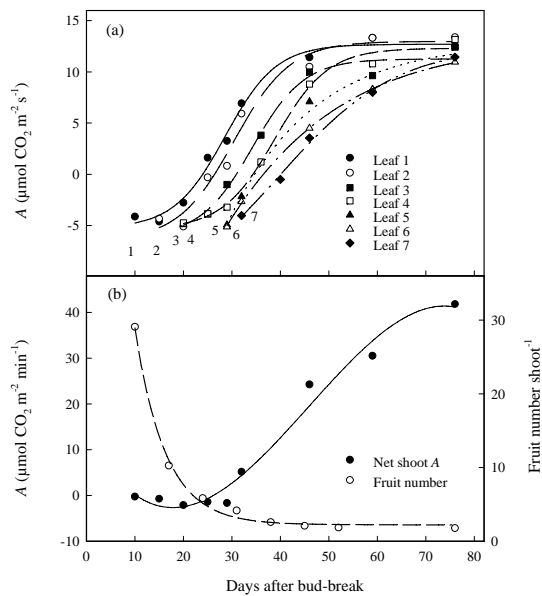 (a)
15
10
5
0
-5
A (µmol CO2 m-2 s-1)
Leaf 1
Leaf 2
Leaf 3
Leaf 4
Leaf 5
Leaf 6
Leaf 7
1 2 3 4 5 6 7
(b)
40
30
20
10
0
-10
A (µmol CO2 m-2 min-1)
30
20
10
0
Fruit number shoot-1
Net shoot A
Fruit number
0 10 20 30 40 50 60 70 80
Days after bud-break